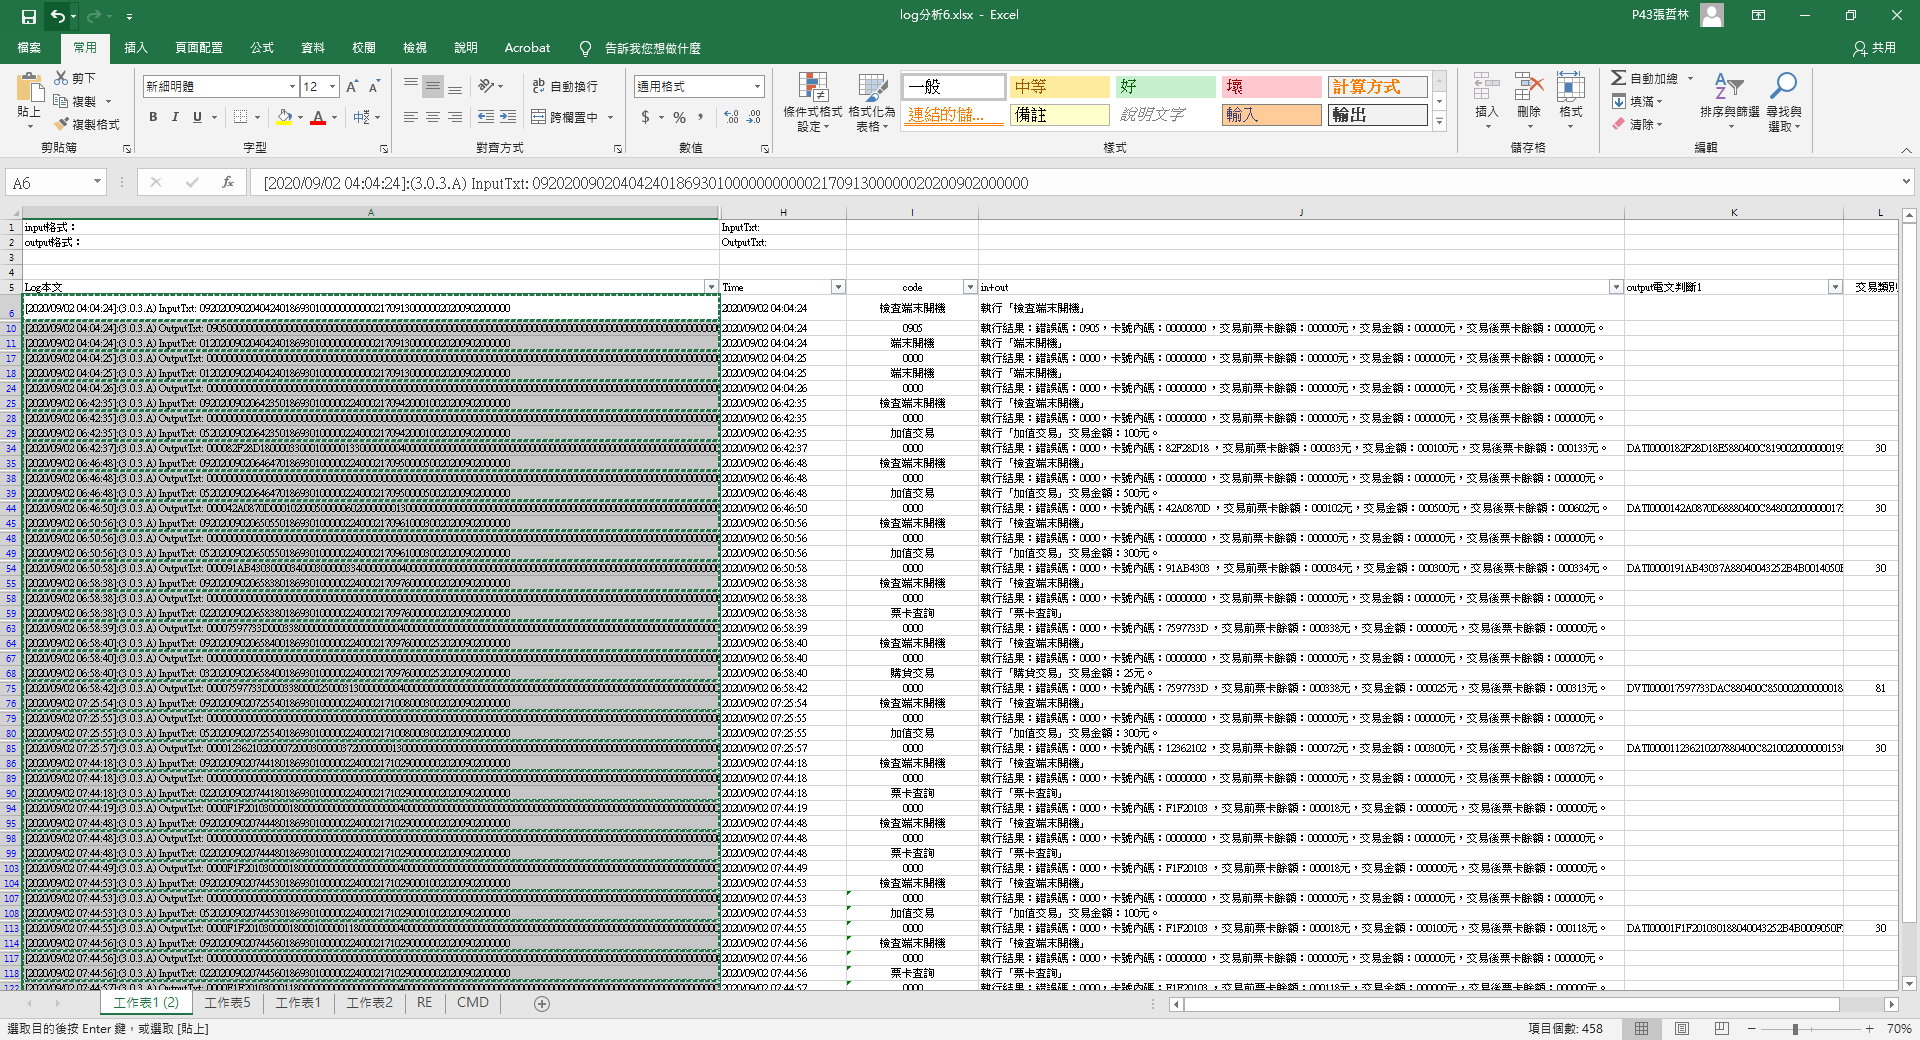 log分析6.xlsx - Excel
P43張哲林
檔案 常用 插入 頁面配置 公式 資料 校閱 檢視 說明 Acrobat 告訴我您想做什麼 共用
貼上 剪下 複製 複製格式 剪貼簿
新細明體 12 B I U 字型
自動換行 跨欄置中 對齊方式
通用格式 $ % 數值
條件式格式設定 格式化為表格
一般 中等 好 壞 計算方式
連結的儲... 備註 說明文字 輸入 輸出
樣式
插入 刪除 格式 儲存格
自動加總 填滿 清除 排序與篩選 尋找與選取 編輯
A6 fx [2020/09/02 04:04:24]:(3.0.3.A) InputTxt:
A H I J K L
1 input格式： InputTxt:
2 output格式： OutputTxt:
3
4
5 Log本文 Time code in+out output電文判斷1 交易類別
6 [2020/09/02 04:04:24]:(3.0.3.A) InputTxt: 2020/09/02 04:04:24 檢查端末開機 執行「檢查端末開機」
10 [2020/09/02 04:04:24]:(3.0.3.A) OutputTxt: 2020/09/02 04:04:24 0905 執行結果：錯誤碼：0905，卡號內碼：00000000 ，交易前票卡餘額：000000元，交易金額：000000元，交易後票卡餘額：000000元。
11 [2020/09/02 04:04:24]:(3.0.3.A) InputTxt: 2020/09/02 04:04:24 端末開機 執行「端末開機」
17 [2020/09/02 04:04:25]:(3.0.3.A) OutputTxt: 2020/09/02 04:04:25 0000 執行結果：錯誤碼：0000，卡號內碼：00000000 ，交易前票卡餘額：000000元，交易金額：000000元，交易後票卡餘額：000000元。
18 [2020/09/02 04:04:25]:(3.0.3.A) InputTxt: 2020/09/02 04:04:25 端末開機 執行「端末開機」
24 [2020/09/02 04:04:26]:(3.0.3.A) OutputTxt: 2020/09/02 04:04:26 0000 執行結果：錯誤碼：0000，卡號內碼：00000000 ，交易前票卡餘額：000000元，交易金額：000000元，交易後票卡餘額：000000元。
25 [2020/09/02 06:42:35]:(3.0.3.A) InputTxt: 2020/09/02 06:42:35 檢查端末開機 執行「檢查端末開機」
28 [2020/09/02 06:42:35]:(3.0.3.A) OutputTxt: 2020/09/02 06:42:35 0000 執行結果：錯誤碼：0000，卡號內碼：00000000 ，交易前票卡餘額：000000元，交易金額：000000元，交易後票卡餘額：000000元。
29 [2020/09/02 06:42:35]:(3.0.3.A) InputTxt: 2020/09/02 06:42:35 加值交易 執行「加值交易」交易金額：100元。
34 [2020/09/02 06:42:37]:(3.0.3.A) OutputTxt: 2020/09/02 06:42:37 0000 執行結果：錯誤碼：0000，卡號內碼：82F28D18 ，交易前票卡餘額：000033元，交易金額：000100元，交易後票卡餘額：000133元。 30
35 [2020/09/02 06:46:48]:(3.0.3.A) InputTxt: 2020/09/02 06:46:48 檢查端末開機 執行「檢查端末開機」
38 [2020/09/02 06:46:48]:(3.0.3.A) OutputTxt: 2020/09/02 06:46:48 0000 執行結果：錯誤碼：0000，卡號內碼：00000000 ，交易前票卡餘額：000000元，交易金額：000000元，交易後票卡餘額：000000元。
39 [2020/09/02 06:46:48]:(3.0.3.A) InputTxt: 2020/09/02 06:46:48 加值交易 執行「加值交易」交易金額：500元。
44 [2020/09/02 06:46:50]:(3.0.3.A) OutputTxt: 2020/09/02 06:46:50 0000 執行結果：錯誤碼：0000，卡號內碼：42A0870D ，交易前票卡餘額：000102元，交易金額：000500元，交易後票卡餘額：000602元。 30
45 [2020/09/02 06:50:56]:(3.0.3.A) InputTxt: 2020/09/02 06:50:56 檢查端末開機 執行「檢查端末開機」
48 [2020/09/02 06:50:56]:(3.0.3.A) OutputTxt: 2020/09/02 06:50:56 0000 執行結果：錯誤碼：0000，卡號內碼：00000000 ，交易前票卡餘額：000000元，交易金額：000000元，交易後票卡餘額：000000元。
49 [2020/09/02 06:50:56]:(3.0.3.A) InputTxt: 2020/09/02 06:50:56 加值交易 執行「加值交易」交易金額：300元。
54 [2020/09/02 06:50:58]:(3.0.3.A) OutputTxt: 2020/09/02 06:50:58 0000 執行結果：錯誤碼：0000，卡號內碼：91AB4303 ，交易前票卡餘額：000034元，交易金額：000300元，交易後票卡餘額：000334元。 30
55 [2020/09/02 06:58:38]:(3.0.3.A) InputTxt: 2020/09/02 06:58:38 檢查端末開機 執行「檢查端末開機」
58 [2020/09/02 06:58:38]:(3.0.3.A) OutputTxt: 2020/09/02 06:58:38 0000 執行結果：錯誤碼：0000，卡號內碼：00000000 ，交易前票卡餘額：000000元，交易金額：000000元，交易後票卡餘額：000000元。
59 [2020/09/02 06:58:38]:(3.0.3.A) InputTxt: 2020/09/02 06:58:38 票卡查詢 執行「票卡查詢」
63 [2020/09/02 06:58:39]:(3.0.3.A) OutputTxt: 2020/09/02 06:58:39 0000 執行結果：錯誤碼：0000，卡號內碼：7597733D ，交易前票卡餘額：000338元，交易金額：000000元，交易後票卡餘額：000000元。
64 [2020/09/02 06:58:40]:(3.0.3.A) InputTxt: 2020/09/02 06:58:40 檢查端末開機 執行「檢查端末開機」
67 [2020/09/02 06:58:40]:(3.0.3.A) OutputTxt: 2020/09/02 06:58:40 0000 執行結果：錯誤碼：0000，卡號內碼：00000000 ，交易前票卡餘額：000000元，交易金額：000000元，交易後票卡餘額：000000元。
68 [2020/09/02 06:58:40]:(3.0.3.A) InputTxt: 2020/09/02 06:58:40 購貨交易 執行「購貨交易」交易金額：25元。
75 [2020/09/02 06:58:42]:(3.0.3.A) OutputTxt: 2020/09/02 06:58:42 0000 執行結果：錯誤碼：0000，卡號內碼：7597733D ，交易前票卡餘額：000338元，交易金額：000025元，交易後票卡餘額：000313元。 81
76 [2020/09/02 07:25:54]:(3.0.3.A) InputTxt: 2020/09/02 07:25:54 檢查端末開機 執行「檢查端末開機」
79 [2020/09/02 07:25:55]:(3.0.3.A) OutputTxt: 2020/09/02 07:25:55 0000 執行結果：錯誤碼：0000，卡號內碼：00000000 ，交易前票卡餘額：000000元，交易金額：000000元，交易後票卡餘額：000000元。
80 [2020/09/02 07:25:55]:(3.0.3.A) InputTxt: 2020/09/02 07:25:55 加值交易 執行「加值交易」交易金額：300元。
85 [2020/09/02 07:25:57]:(3.0.3.A) OutputTxt: 2020/09/02 07:25:57 0000 執行結果：錯誤碼：0000，卡號內碼：12362102 ，交易前票卡餘額：000072元，交易金額：000300元，交易後票卡餘額：000372元。 30
86 [2020/09/02 07:44:18]:(3.0.3.A) InputTxt: 2020/09/02 07:44:18 檢查端末開機 執行「檢查端末開機」
89 [2020/09/02 07:44:18]:(3.0.3.A) OutputTxt: 2020/09/02 07:44:18 0000 執行結果：錯誤碼：0000，卡號內碼：00000000 ，交易前票卡餘額：000000元，交易金額：000000元，交易後票卡餘額：000000元。
90 [2020/09/02 07:44:18]:(3.0.3.A) InputTxt: 2020/09/02 07:44:18 票卡查詢 執行「票卡查詢」
94 [2020/09/02 07:44:19]:(3.0.3.A) OutputTxt: 2020/09/02 07:44:19 0000 執行結果：錯誤碼：0000，卡號內碼：F1F20103 ，交易前票卡餘額：000018元，交易金額：000000元，交易後票卡餘額：000000元。
95 [2020/09/02 07:44:48]:(3.0.3.A) InputTxt: 2020/09/02 07:44:48 檢查端末開機 執行「檢查端末開機」
98 [2020/09/02 07:44:48]:(3.0.3.A) OutputTxt: 2020/09/02 07:44:48 0000 執行結果：錯誤碼：0000，卡號內碼：00000000 ，交易前票卡餘額：000000元，交易金額：000000元，交易後票卡餘額：000000元。
99 [2020/09/02 07:44:48]:(3.0.3.A) InputTxt: 2020/09/02 07:44:48 票卡查詢 執行「票卡查詢」
103 [2020/09/02 07:44:49]:(3.0.3.A) OutputTxt: 2020/09/02 07:44:49 0000 執行結果：錯誤碼：0000，卡號內碼：F1F20103 ，交易前票卡餘額：000018元，交易金額：000000元，交易後票卡餘額：000000元。
104 [2020/09/02 07:44:53]:(3.0.3.A) InputTxt: 2020/09/02 07:44:53 檢查端末開機 執行「檢查端末開機」
107 [2020/09/02 07:44:53]:(3.0.3.A) OutputTxt: 2020/09/02 07:44:53 0000 執行結果：錯誤碼：0000，卡號內碼：00000000 ，交易前票卡餘額：000000元，交易金額：000000元，交易後票卡餘額：000000元。
108 [2020/09/02 07:44:53]:(3.0.3.A) InputTxt: 2020/09/02 07:44:53 加值交易 執行「加值交易」交易金額：100元。
113 [2020/09/02 07:44:55]:(3.0.3.A) OutputTxt: 2020/09/02 07:44:55 0000 執行結果：錯誤碼：0000，卡號內碼：F1F20103 ，交易前票卡餘額：000018元，交易金額：000100元，交易後票卡餘額：000118元。 30
114 [2020/09/02 07:44:56]:(3.0.3.A) InputTxt: 2020/09/02 07:44:56 檢查端末開機 執行「檢查端末開機」
117 [2020/09/02 07:44:56]:(3.0.3.A) OutputTxt: 2020/09/02 07:44:56 0000 執行結果：錯誤碼：0000，卡號內碼：00000000 ，交易前票卡餘額：000000元，交易金額：000000元，交易後票卡餘額：000000元。
118 [2020/09/02 07:44:56]:(3.0.3.A) InputTxt: 2020/09/02 07:44:56 票卡查詢 執行「票卡查詢」
工作表1 (2) 工作表5 工作表1 工作表2 RE CMD
選取目的後按 Enter 鍵，或選取 [貼上] 項目個數: 458 70%